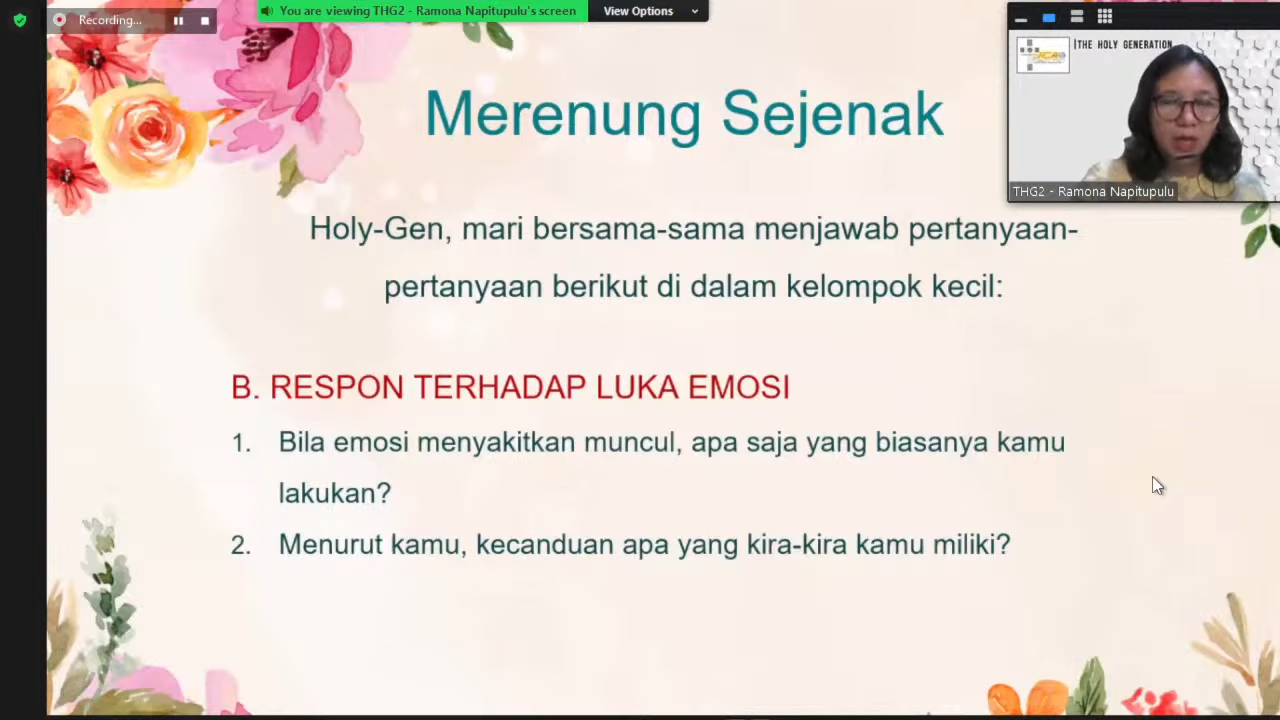 Recording...
You are viewing THG2 - Ramona Napitupulu's screen
View Options
THE HOLY GENERATION
THG2 - Ramona Napitupulu
Merenung Sejenak
Holy-Gen, mari bersama-sama menjawab pertanyaan-
pertanyaan berikut di dalam kelompok kecil:
B. RESPON TERHADAP LUKA EMOSI
1. Bila emosi menyakitkan muncul, apa saja yang biasanya kamu
lakukan?
2. Menurut kamu, kecanduan apa yang kira-kira kamu miliki?